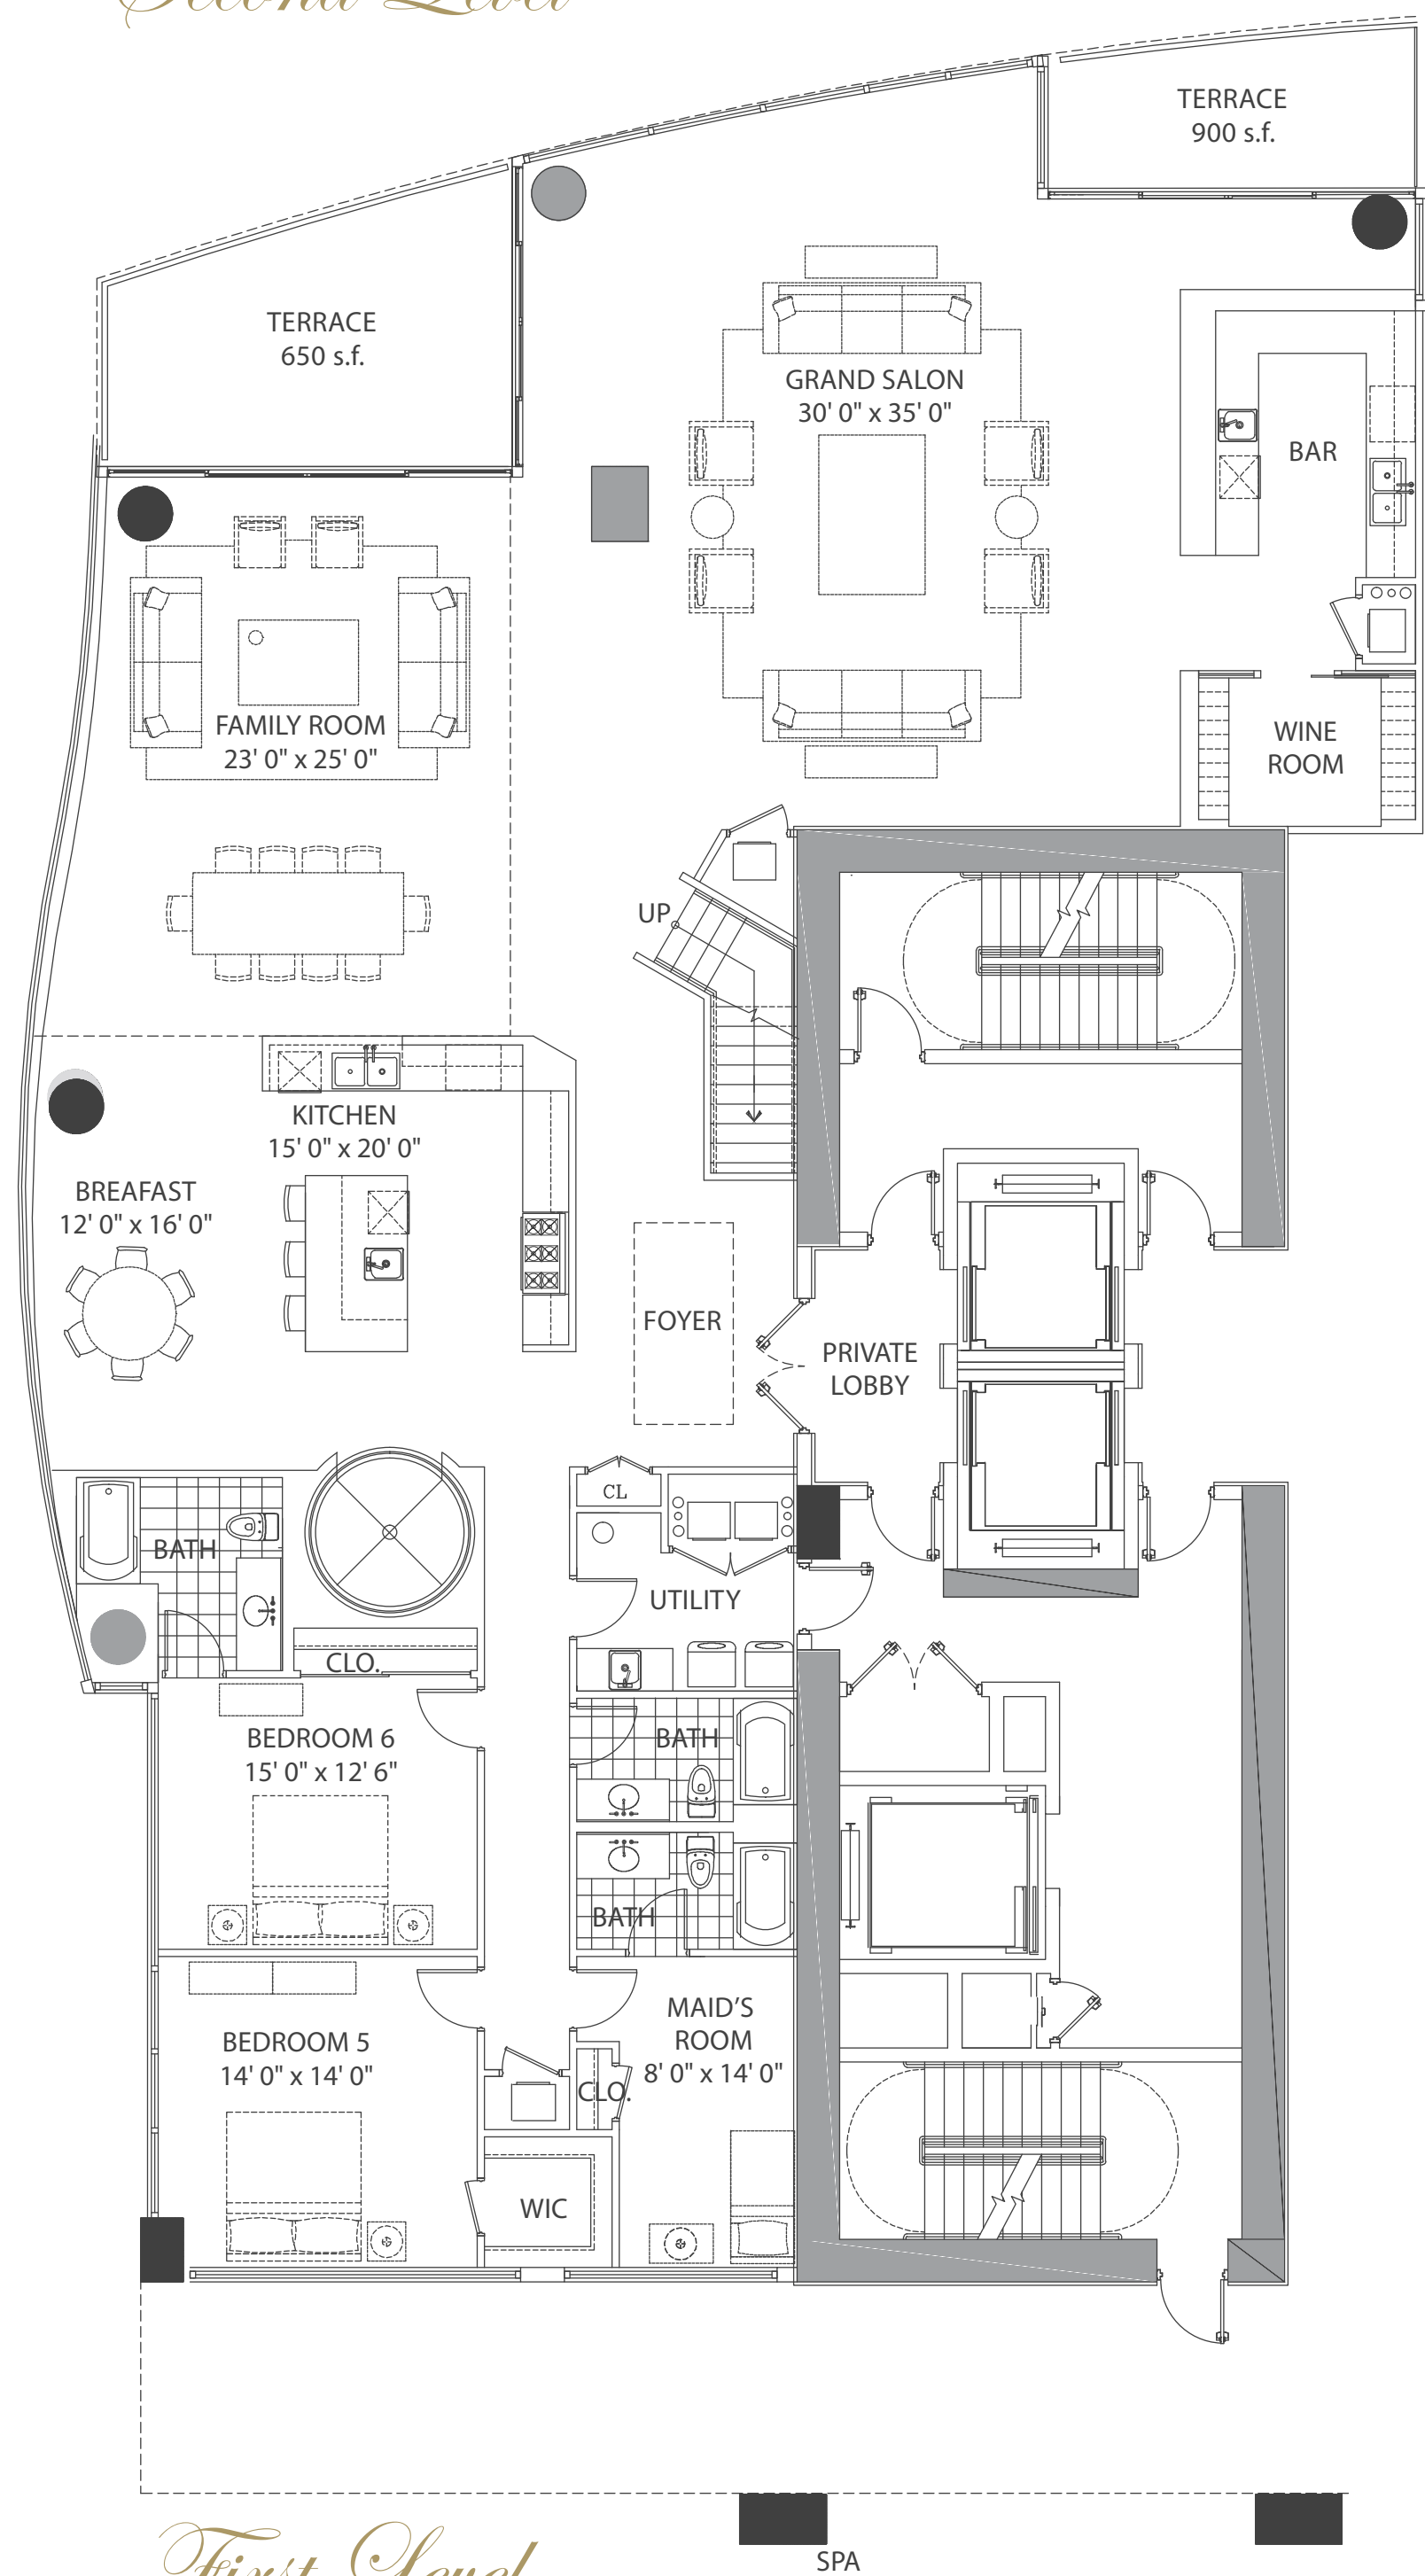 Second Level
TERRACE
900 s.f.
TERRACE
650 s.f.
GRAND SALON
30' 0" x 35' 0"
BAR
FAMILY ROOM
23' 0" x 25' 0"
WINE
ROOM
UP
KITCHEN
15' 0" x 20' 0"
BREAFAST
12' 0" x 16' 0"
FOYER
PRIVATE
LOBBY
CL
BATH
UTILITY
CLO.
BEDROOM 6
15' 0" x 12' 6"
BATH
BATH
MAID’S
ROOM
8' 0" x 14' 0"
BEDROOM 5
14' 0" x 14' 0"
CLO.
WIC
First Level
SPA